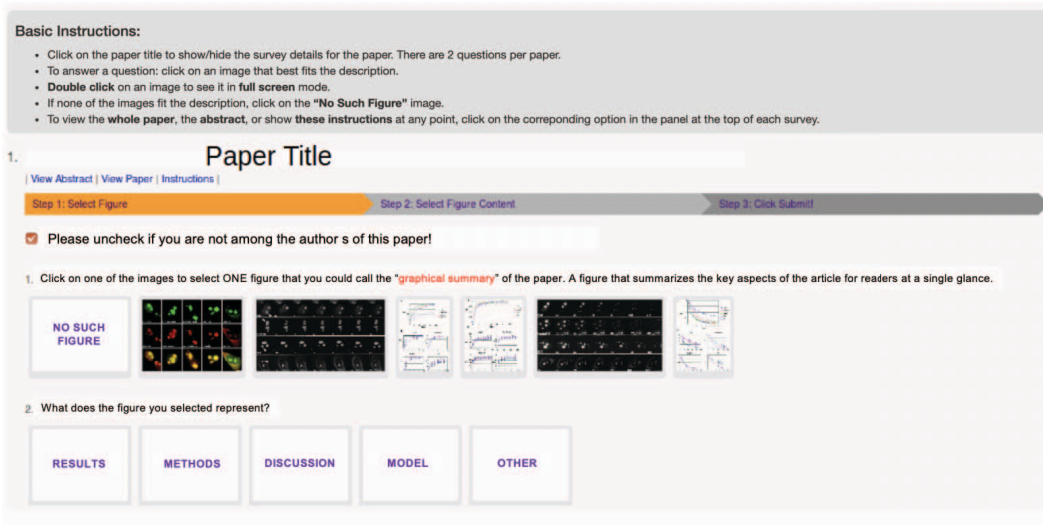 Basic Instructions:
• Click on the paper title to show/hide the survey details for the paper. There are 2 questions per paper.
• To answer a question: click on an image that best fits the description.
• Double click on an image to see it in full screen mode.
• If none of the images fit the description, click on the “No Such Figure” image.
• To view the whole paper, the abstract, or show these instructions at any point, click on the correponding option in the panel at the top of each survey.
1. Paper Title
| View Abstract | View Paper | Instructions |
Step 1: Select Figure Step 2: Select Figure Content Step 3: Click Submit!
Please uncheck if you are not among the author s of this paper!
1. Click on one of the images to select ONE figure that you could call the “graphical summary” of the paper. A figure that summarizes the key aspects of the article for readers at a single glance.
NO SUCH
FIGURE
2. What does the figure you selected represent?
RESULTS METHODS DISCUSSION MODEL OTHER